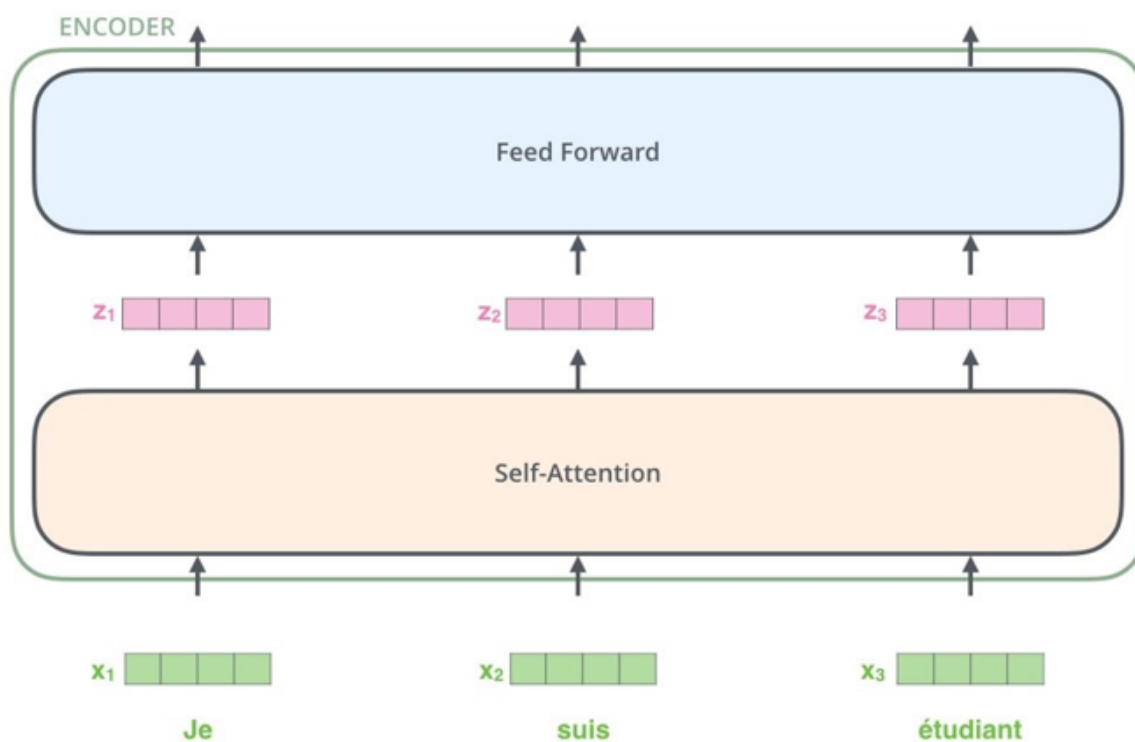 ENCODER
Feed Forward
z₁ z₂ z₃
Self-Attention
x₁ x₂ x₃
Je suis étudiant